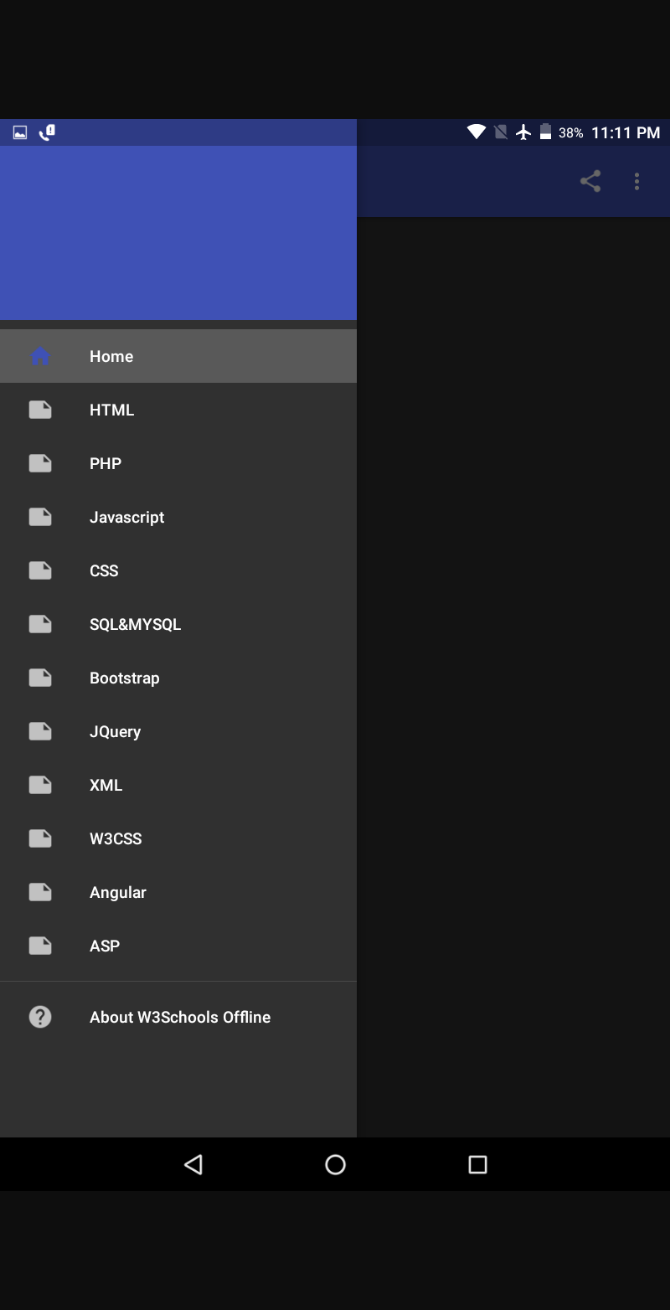 38% 11:11 PM
Home
HTML
PHP
Javascript
CSS
SQL&MYSQL
Bootstrap
JQuery
XML
W3CSS
Angular
ASP
About W3Schools Offline